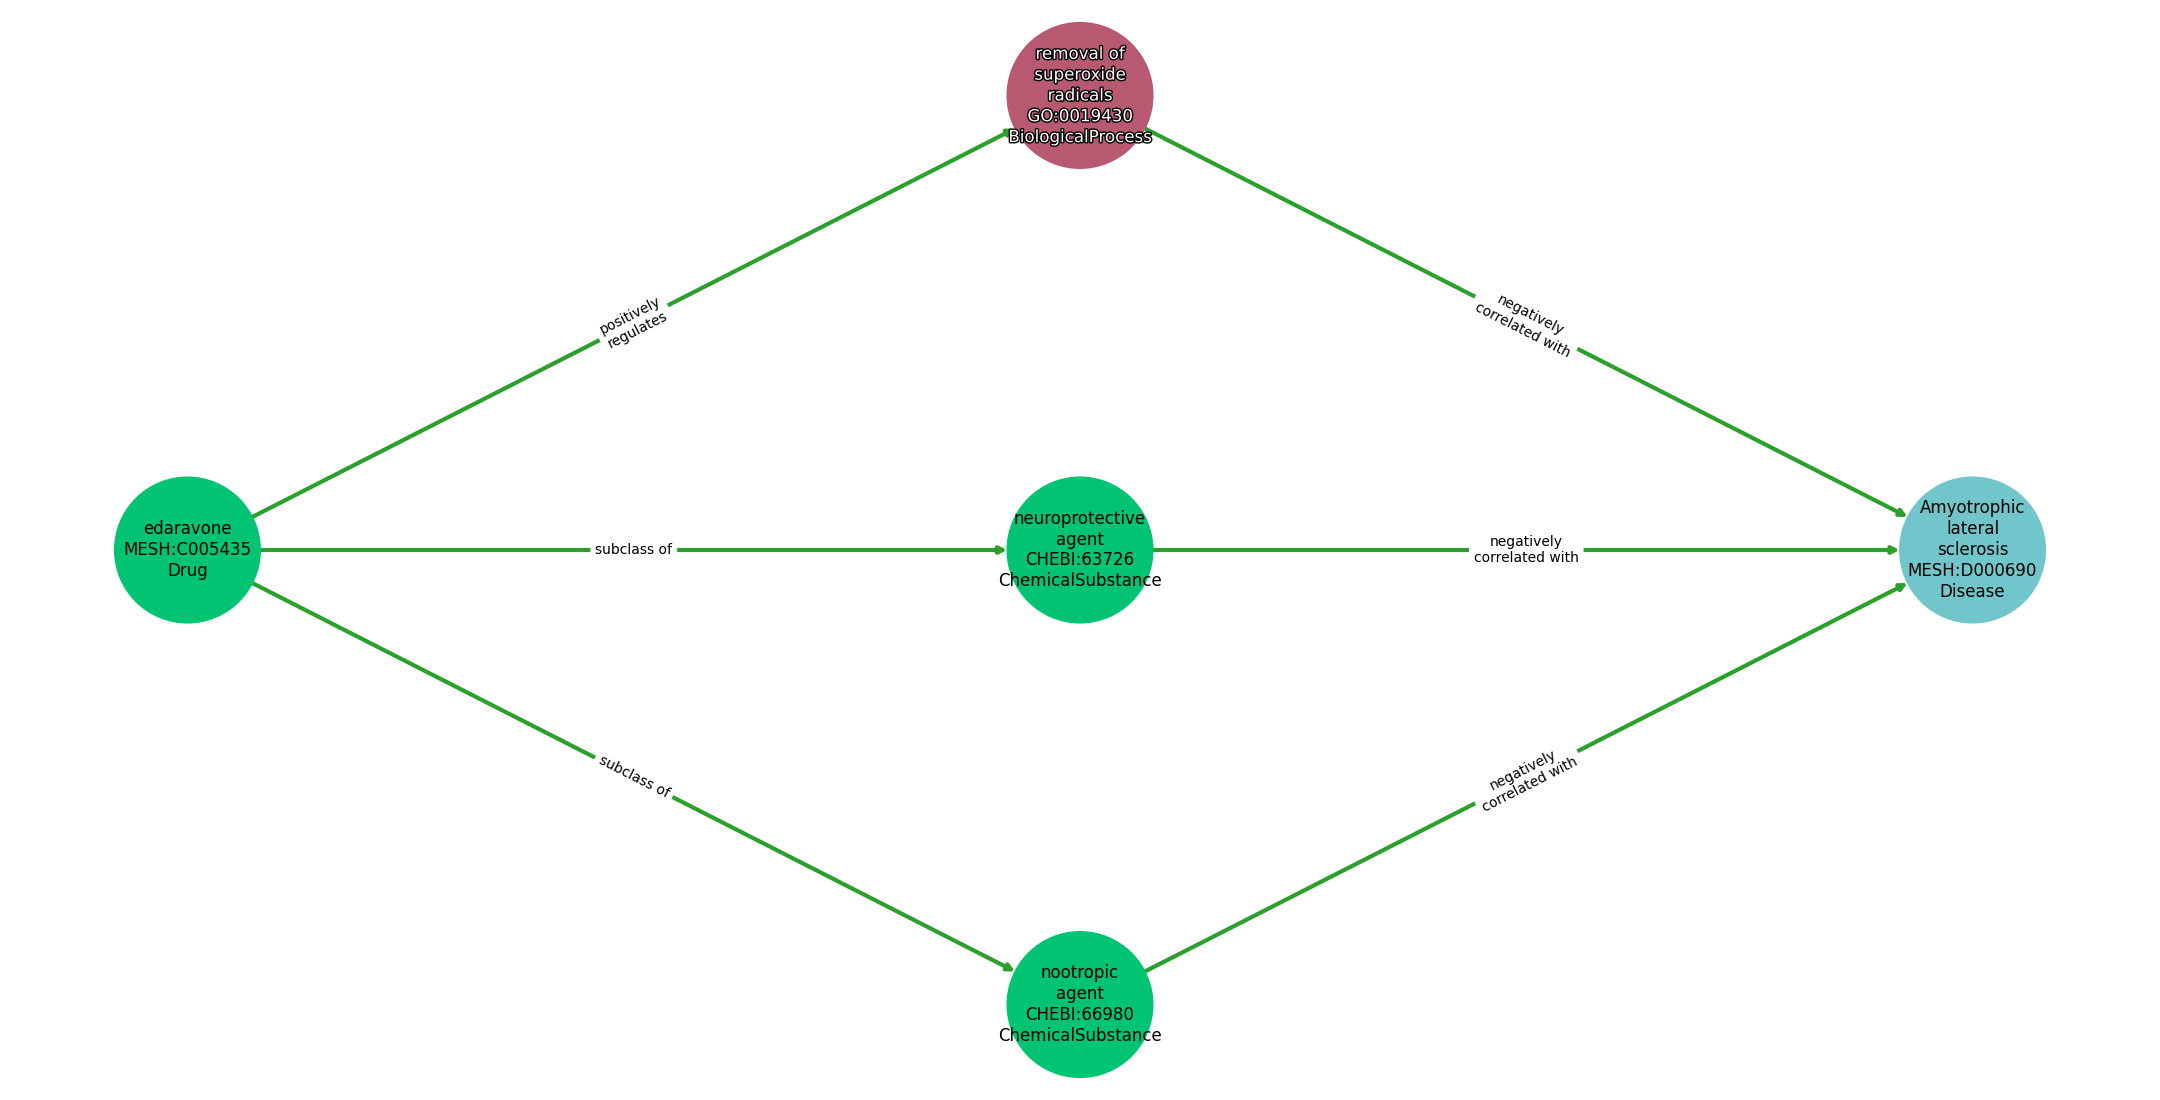 removal of
superoxide
radicals
GO:0019430
BiologicalProcess
positively
regulates
negatively
correlated with
edaravone
MESH:C005435
Drug
subclass of
neuroprotective
agent
CHEBI:63726
ChemicalSubstance
negatively
correlated with
Amyotrophic
lateral
sclerosis
MESH:D000690
Disease
subclass of
negatively
correlated with
nootropic
agent
CHEBI:66980
ChemicalSubstance